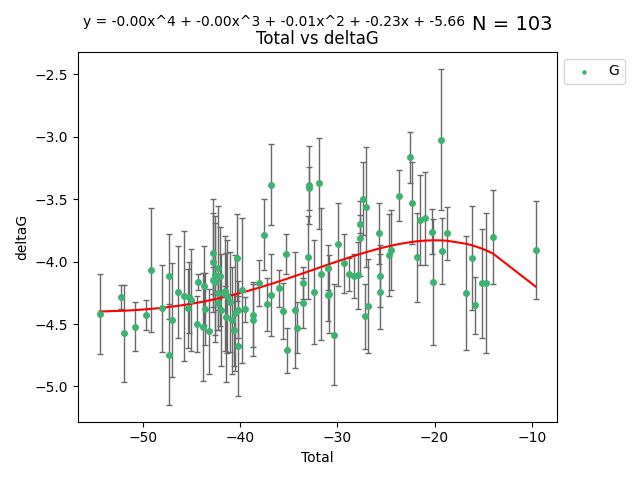 y = -0.00x^4 + -0.00x^3 + -0.01x^2 + -0.23x + -5.66 N = 103
Total vs deltaG
G
deltaG
−2.5
−3.0
−3.5
−4.0
−4.5
−5.0
−50 −40 −30 −20 −10
Total